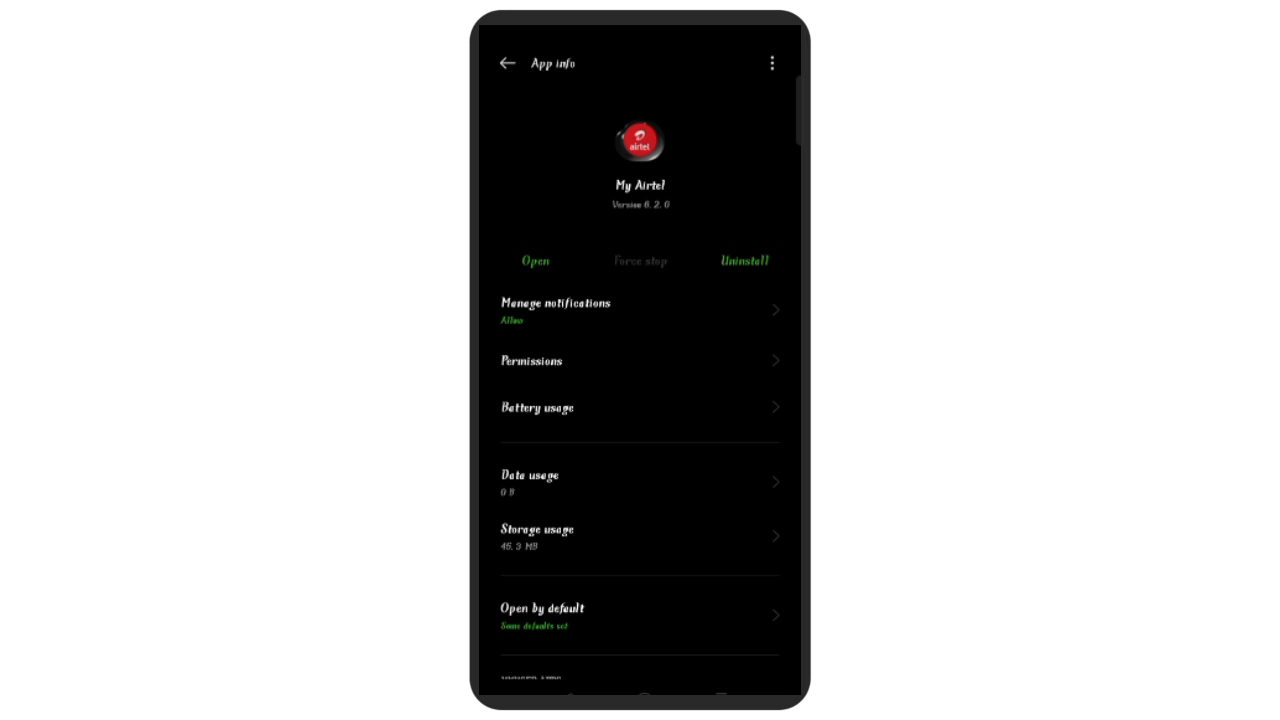 App info
airtel
My Airtel
Version 6.2.0
Open
Force stop
Uninstall
Manage notifications
Allow
Permissions
Battery usage
Data usage
0 B
Storage usage
45.3 MB
Open by default
Some defaults set